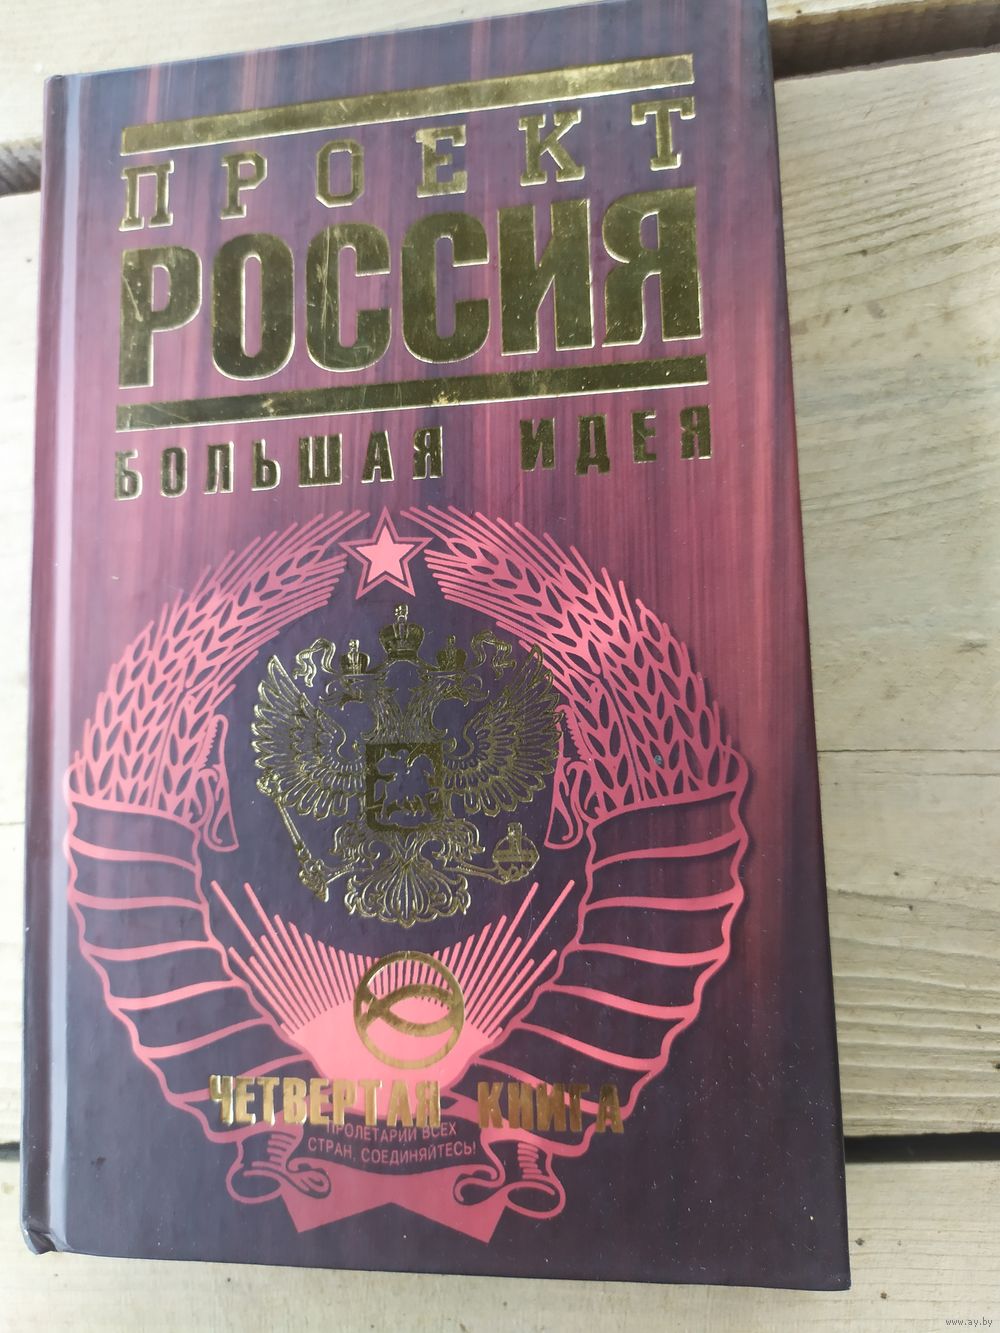 ПРОЕКТ
РОССИЯ
БОЛЬШАЯ ИДЕЯ
ЧЕТВЕРТАЯ КНИГА
ПРОЛЕТАРИИ ВСЕХ
СТРАН, СОЕДИНЯЙТЕСЬ!
www.ay.by